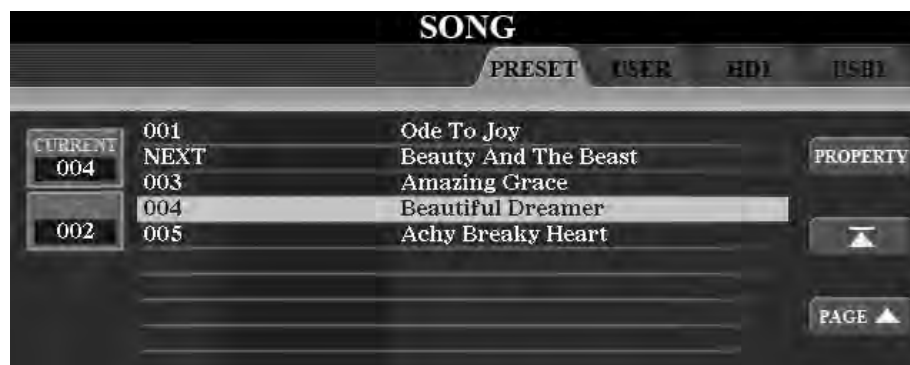 SONG
PRESET USER HD1 USB1
CURRENT
004
002
001 Ode To Joy
NEXT Beauty And The Beast
003 Amazing Grace
004 Beautiful Dreamer
005 Achy Breaky Heart
PROPERTY
PAGE